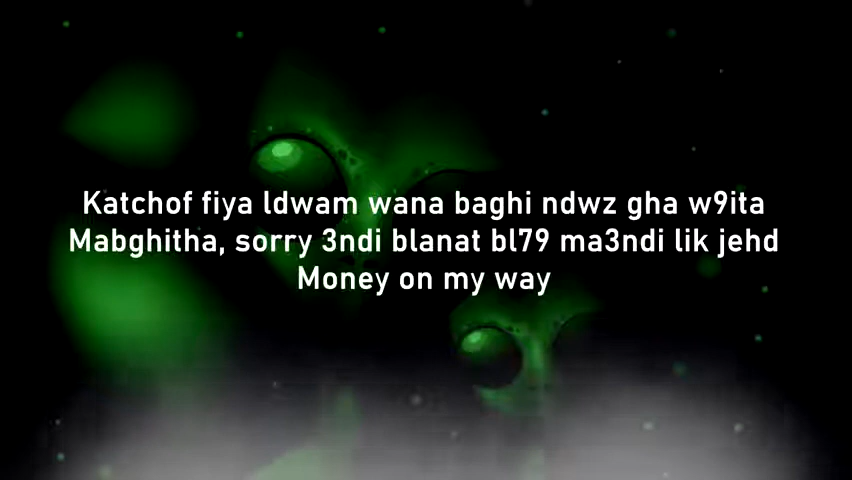 Katchof fiya ldwam wana baghi ndwz gha w9ita
Mabghitha, sorry 3ndi blanat bl79 ma3ndi lik jehd
Money on my way